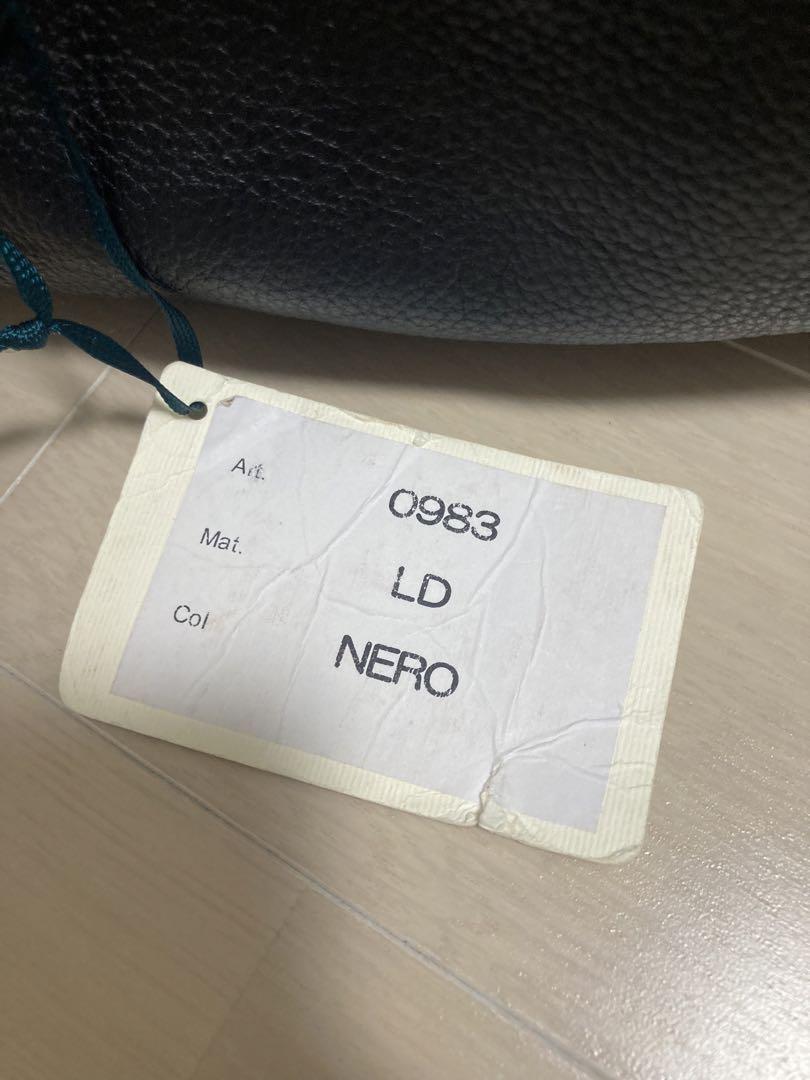 Art. 0983
Mat. LD
Col NERO